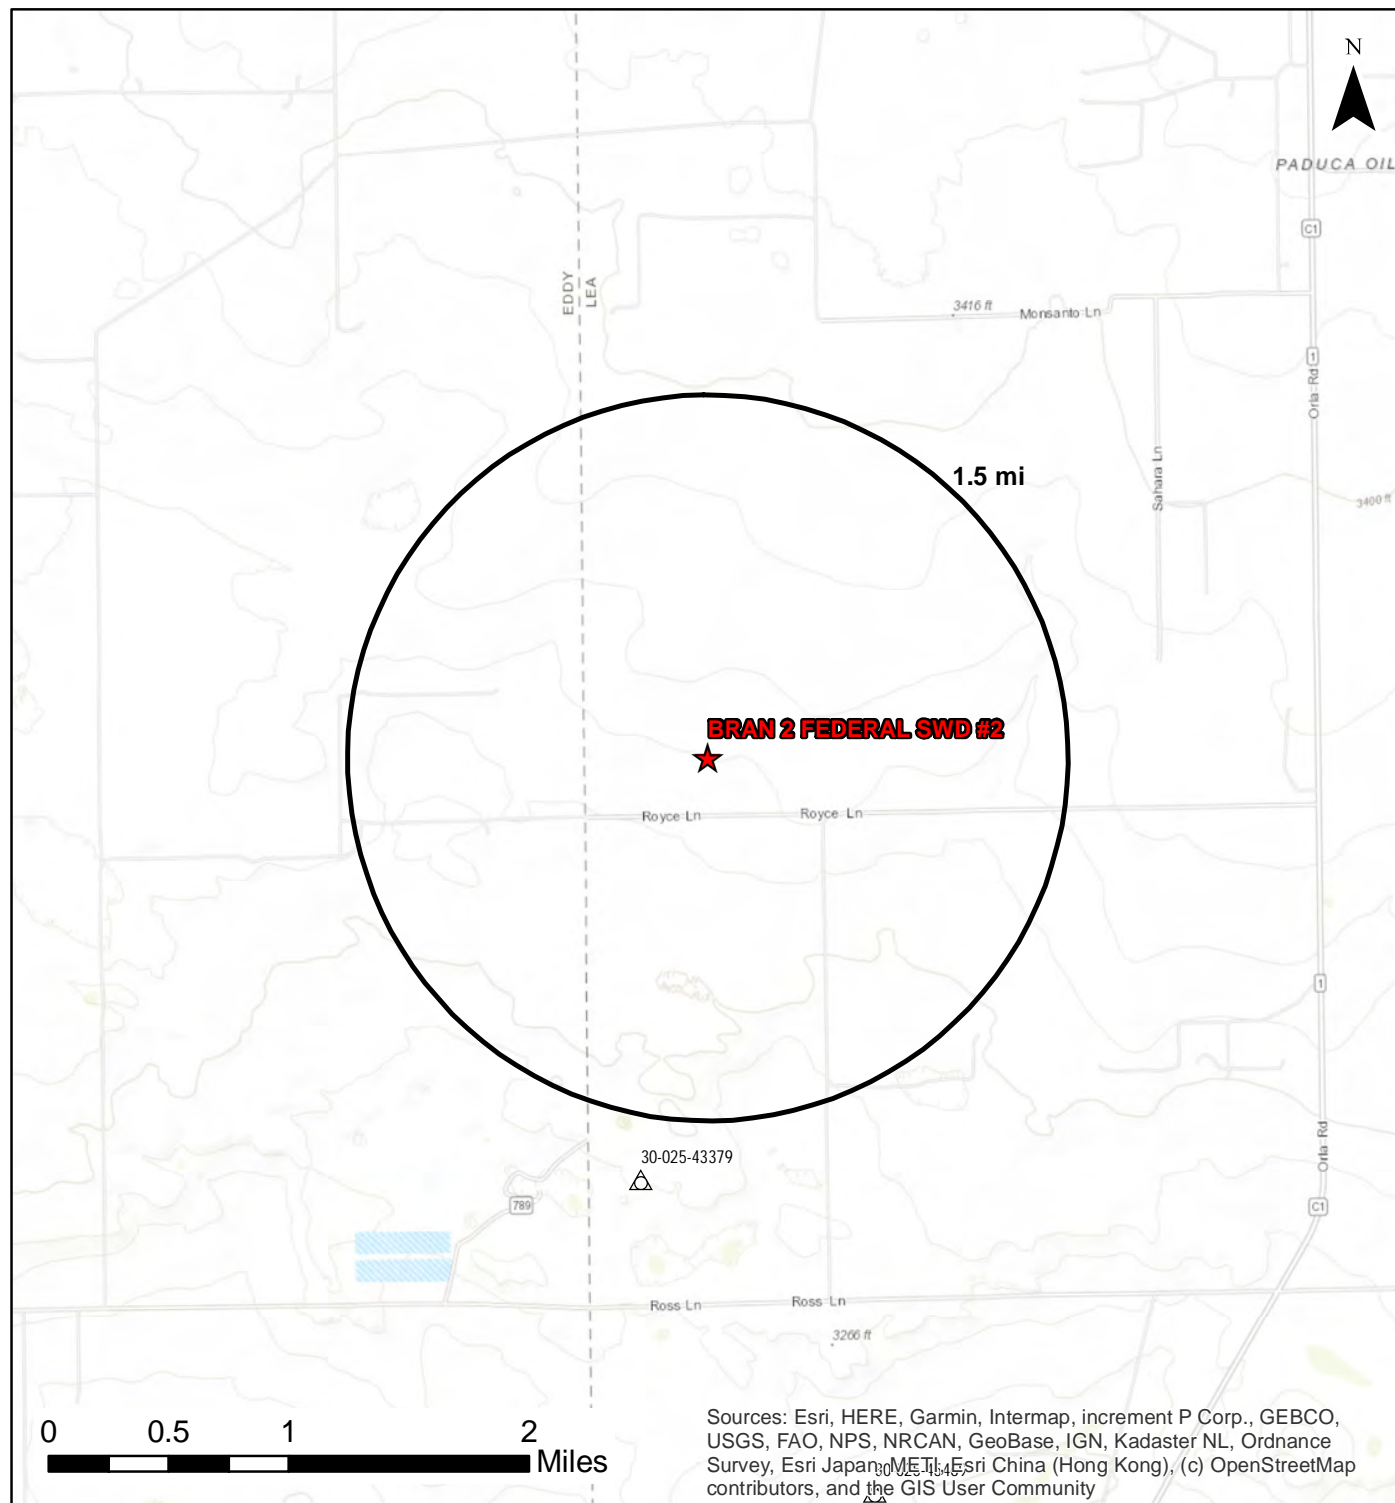 N
PADUCA OIL
C1
EDDY
LEA
3416 ft
Monsanto Ln
1
Orla Rd
1.5 mi
Sahara Ln
3400 ft
BRAN 2 FEDERAL SWD #2
Royce Ln
Royce Ln
1
Orla Rd
30-025-43379
789
C1
Ross Ln
Ross Ln
3266 ft
0 0.5 1 2
Miles
Sources: Esri, HERE, Garmin, Intermap, increment P Corp., GEBCO,
USGS, FAO, NPS, NRCAN, GeoBase, IGN, Kadaster NL, Ordnance
Survey, Esri Japan, METI, Esri China (Hong Kong), (c) OpenStreetMap
contributors, and the GIS User Community